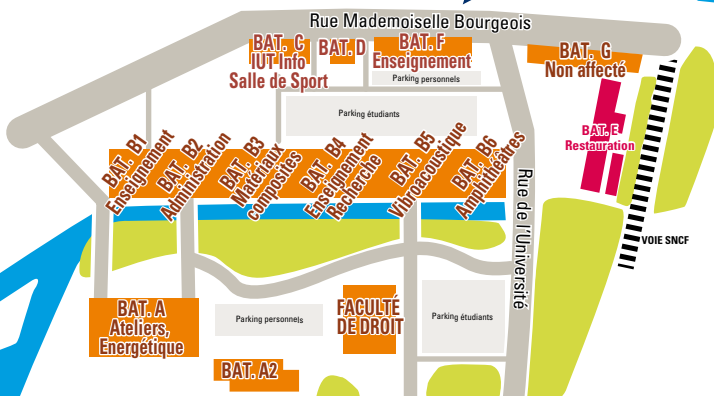 Rue Mademoiselle Bourgeois
BAT. C
IUT Info
Salle de Sport
BAT. D
BAT. F
Enseignement
BAT. G
Non affecté
Parking personnels
Parking étudiants
BAT. E
Restauration
BAT. B1
Enseignement
BAT. B2
Administration
BAT. B3
Matériaux
composites
BAT. B4
Enseignement
Recherche
BAT. B5
Vibroacoustique
BAT. B6
Amphithéatres
Rue de l'Université
VOIE SNCF
BAT. A
Ateliers,
Energétique
Parking personnels
FACULTÉ
DE DROIT
Parking étudiants
BAT. A2